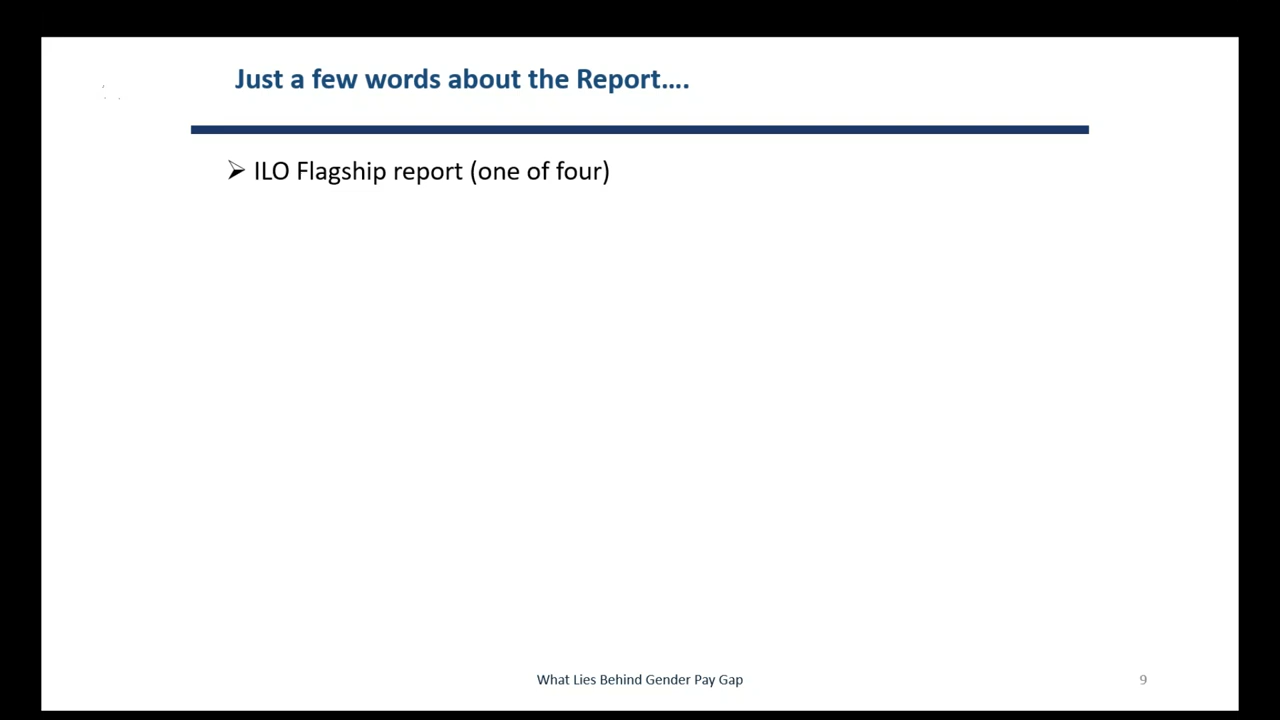 Just a few words about the Report....
➢ ILO Flagship report (one of four)
What Lies Behind Gender Pay Gap
9